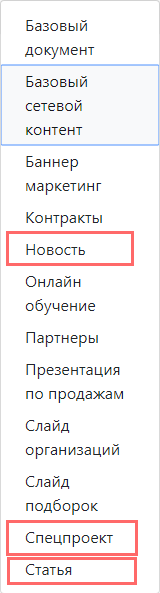 Базовый
документ
Базовый
сетевой
контент
Баннер
маркетинг
Контракты
Новость
Онлайн
обучение
Партнеры
Презентация
по продажам
Слайд
организаций
Слайд
подборок
Спецпроект
Статья